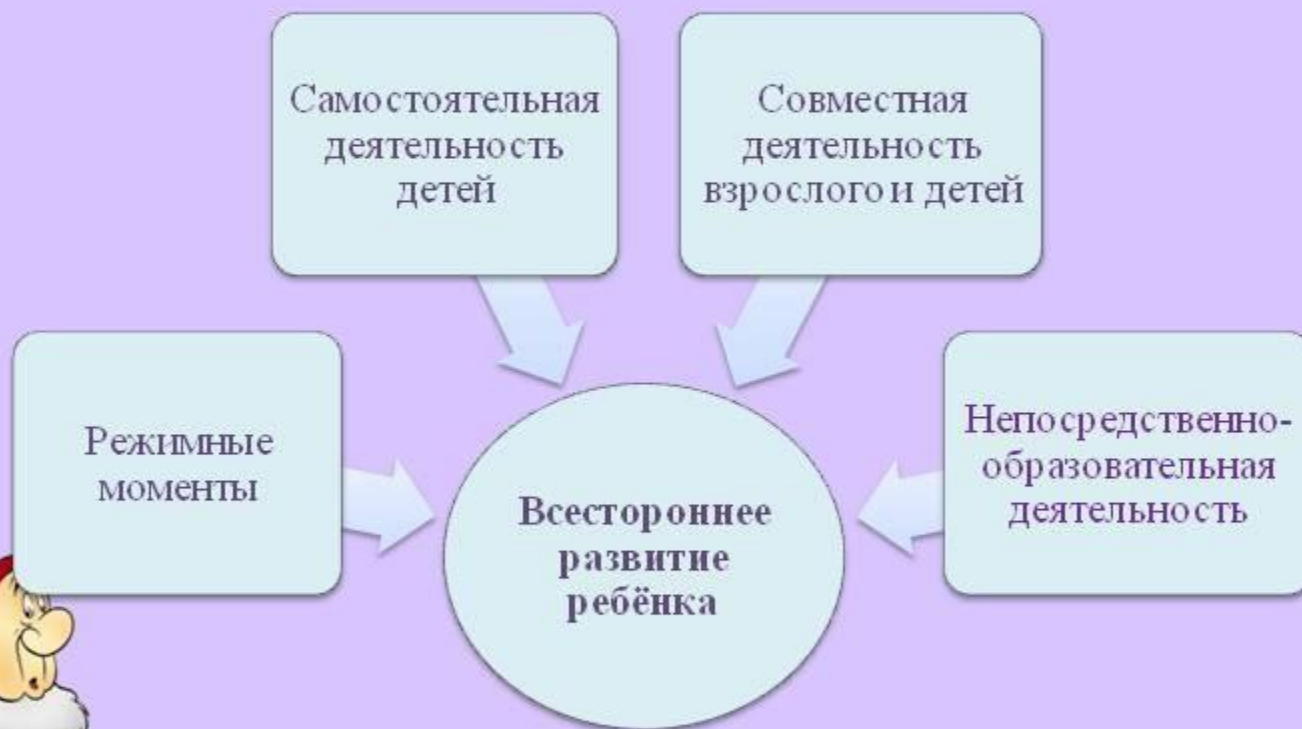 Самостоятельная
деятельность
детей
Совместная
деятельность
взрослого и детей
Режимные
моменты
Непосредственно-
образовательная
деятельность
Всестороннее
развитие
ребёнка